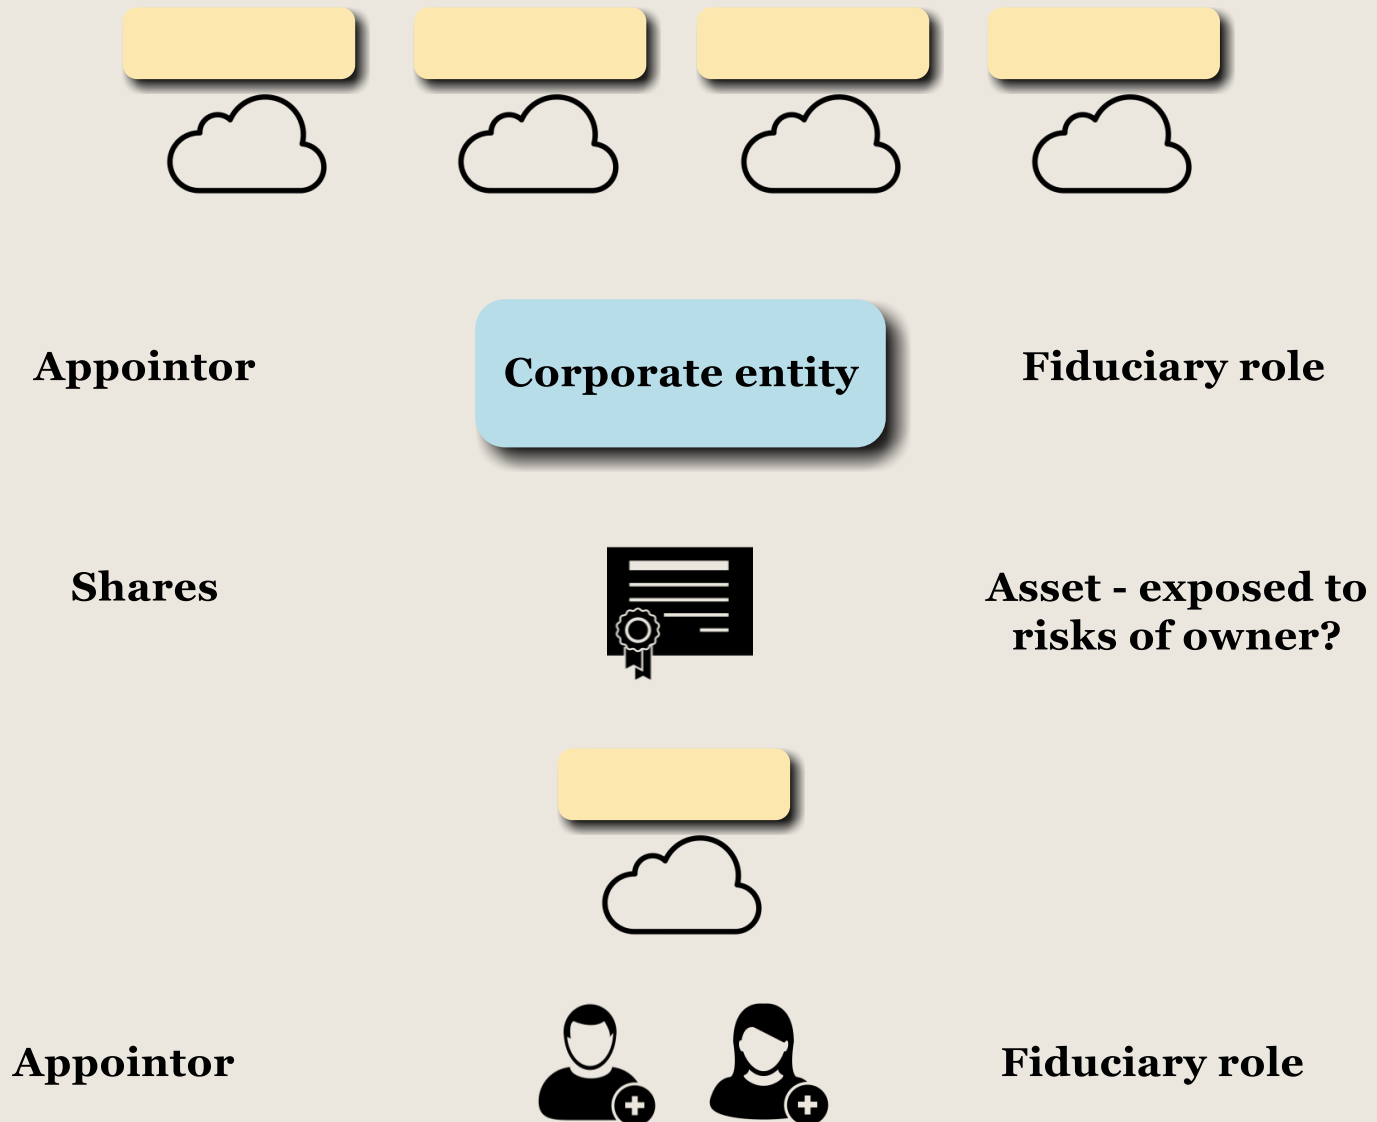 Appointor
Corporate entity
Fiduciary role
Shares
Asset - exposed to
risks of owner?
Appointor
Fiduciary role